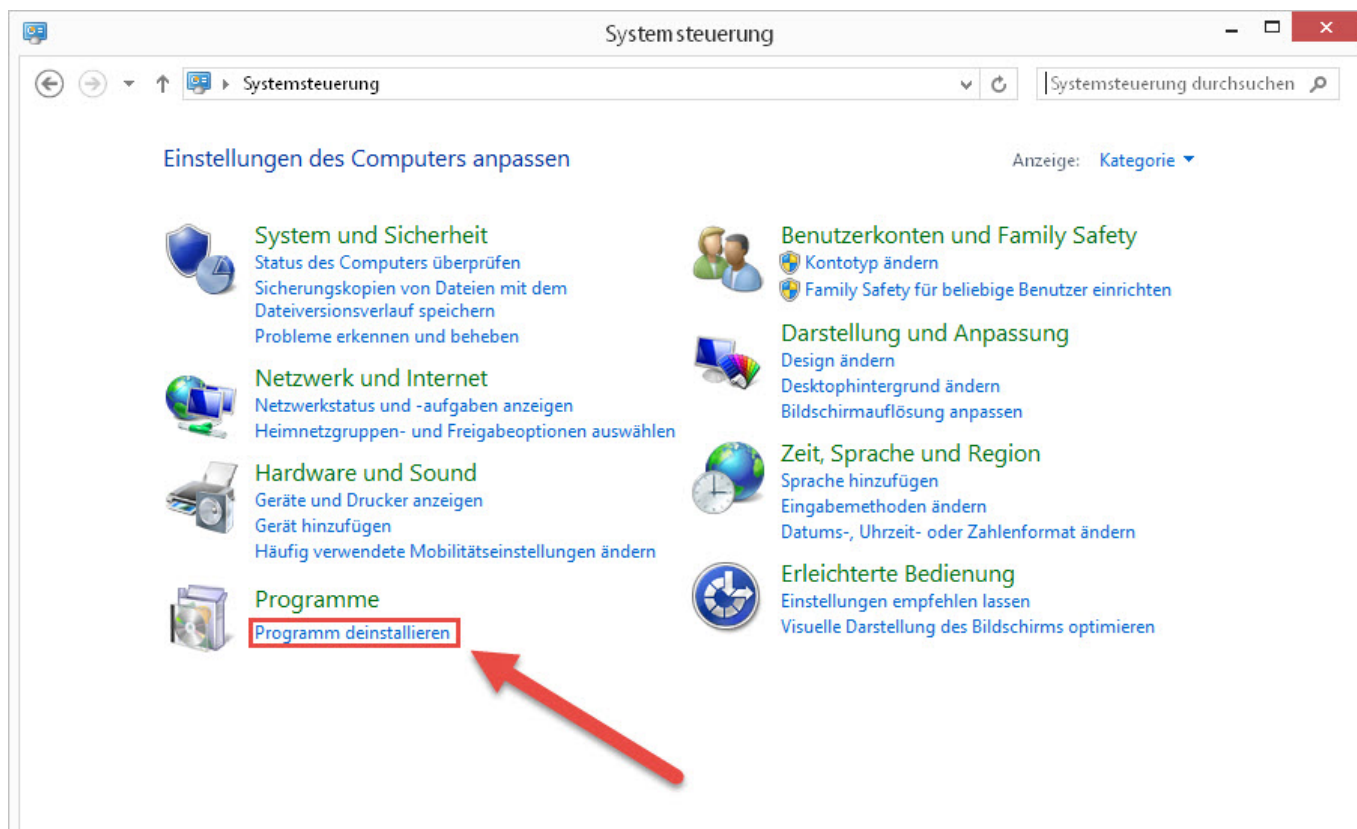 Systemsteuerung
Systemsteuerung
Systemsteuerung durchsuchen
Einstellungen des Computers anpassen
Anzeige: Kategorie
System und Sicherheit
Status des Computers überprüfen
Sicherungskopien von Dateien mit dem
Dateiversionsverlauf speichern
Probleme erkennen und beheben
Netzwerk und Internet
Netzwerkstatus und -aufgaben anzeigen
Heimnetzgruppen- und Freigabeoptionen auswählen
Hardware und Sound
Geräte und Drucker anzeigen
Gerät hinzufügen
Häufig verwendete Mobilitätseinstellungen ändern
Programme
Programm deinstallieren
Benutzerkonten und Family Safety
Kontotyp ändern
Family Safety für beliebige Benutzer einrichten
Darstellung und Anpassung
Design ändern
Desktophintergrund ändern
Bildschirmauflösung anpassen
Zeit, Sprache und Region
Sprache hinzufügen
Eingabemethoden ändern
Datums-, Uhrzeit- oder Zahlenformat ändern
Erleichterte Bedienung
Einstellungen empfehlen lassen
Visuelle Darstellung des Bildschirms optimieren